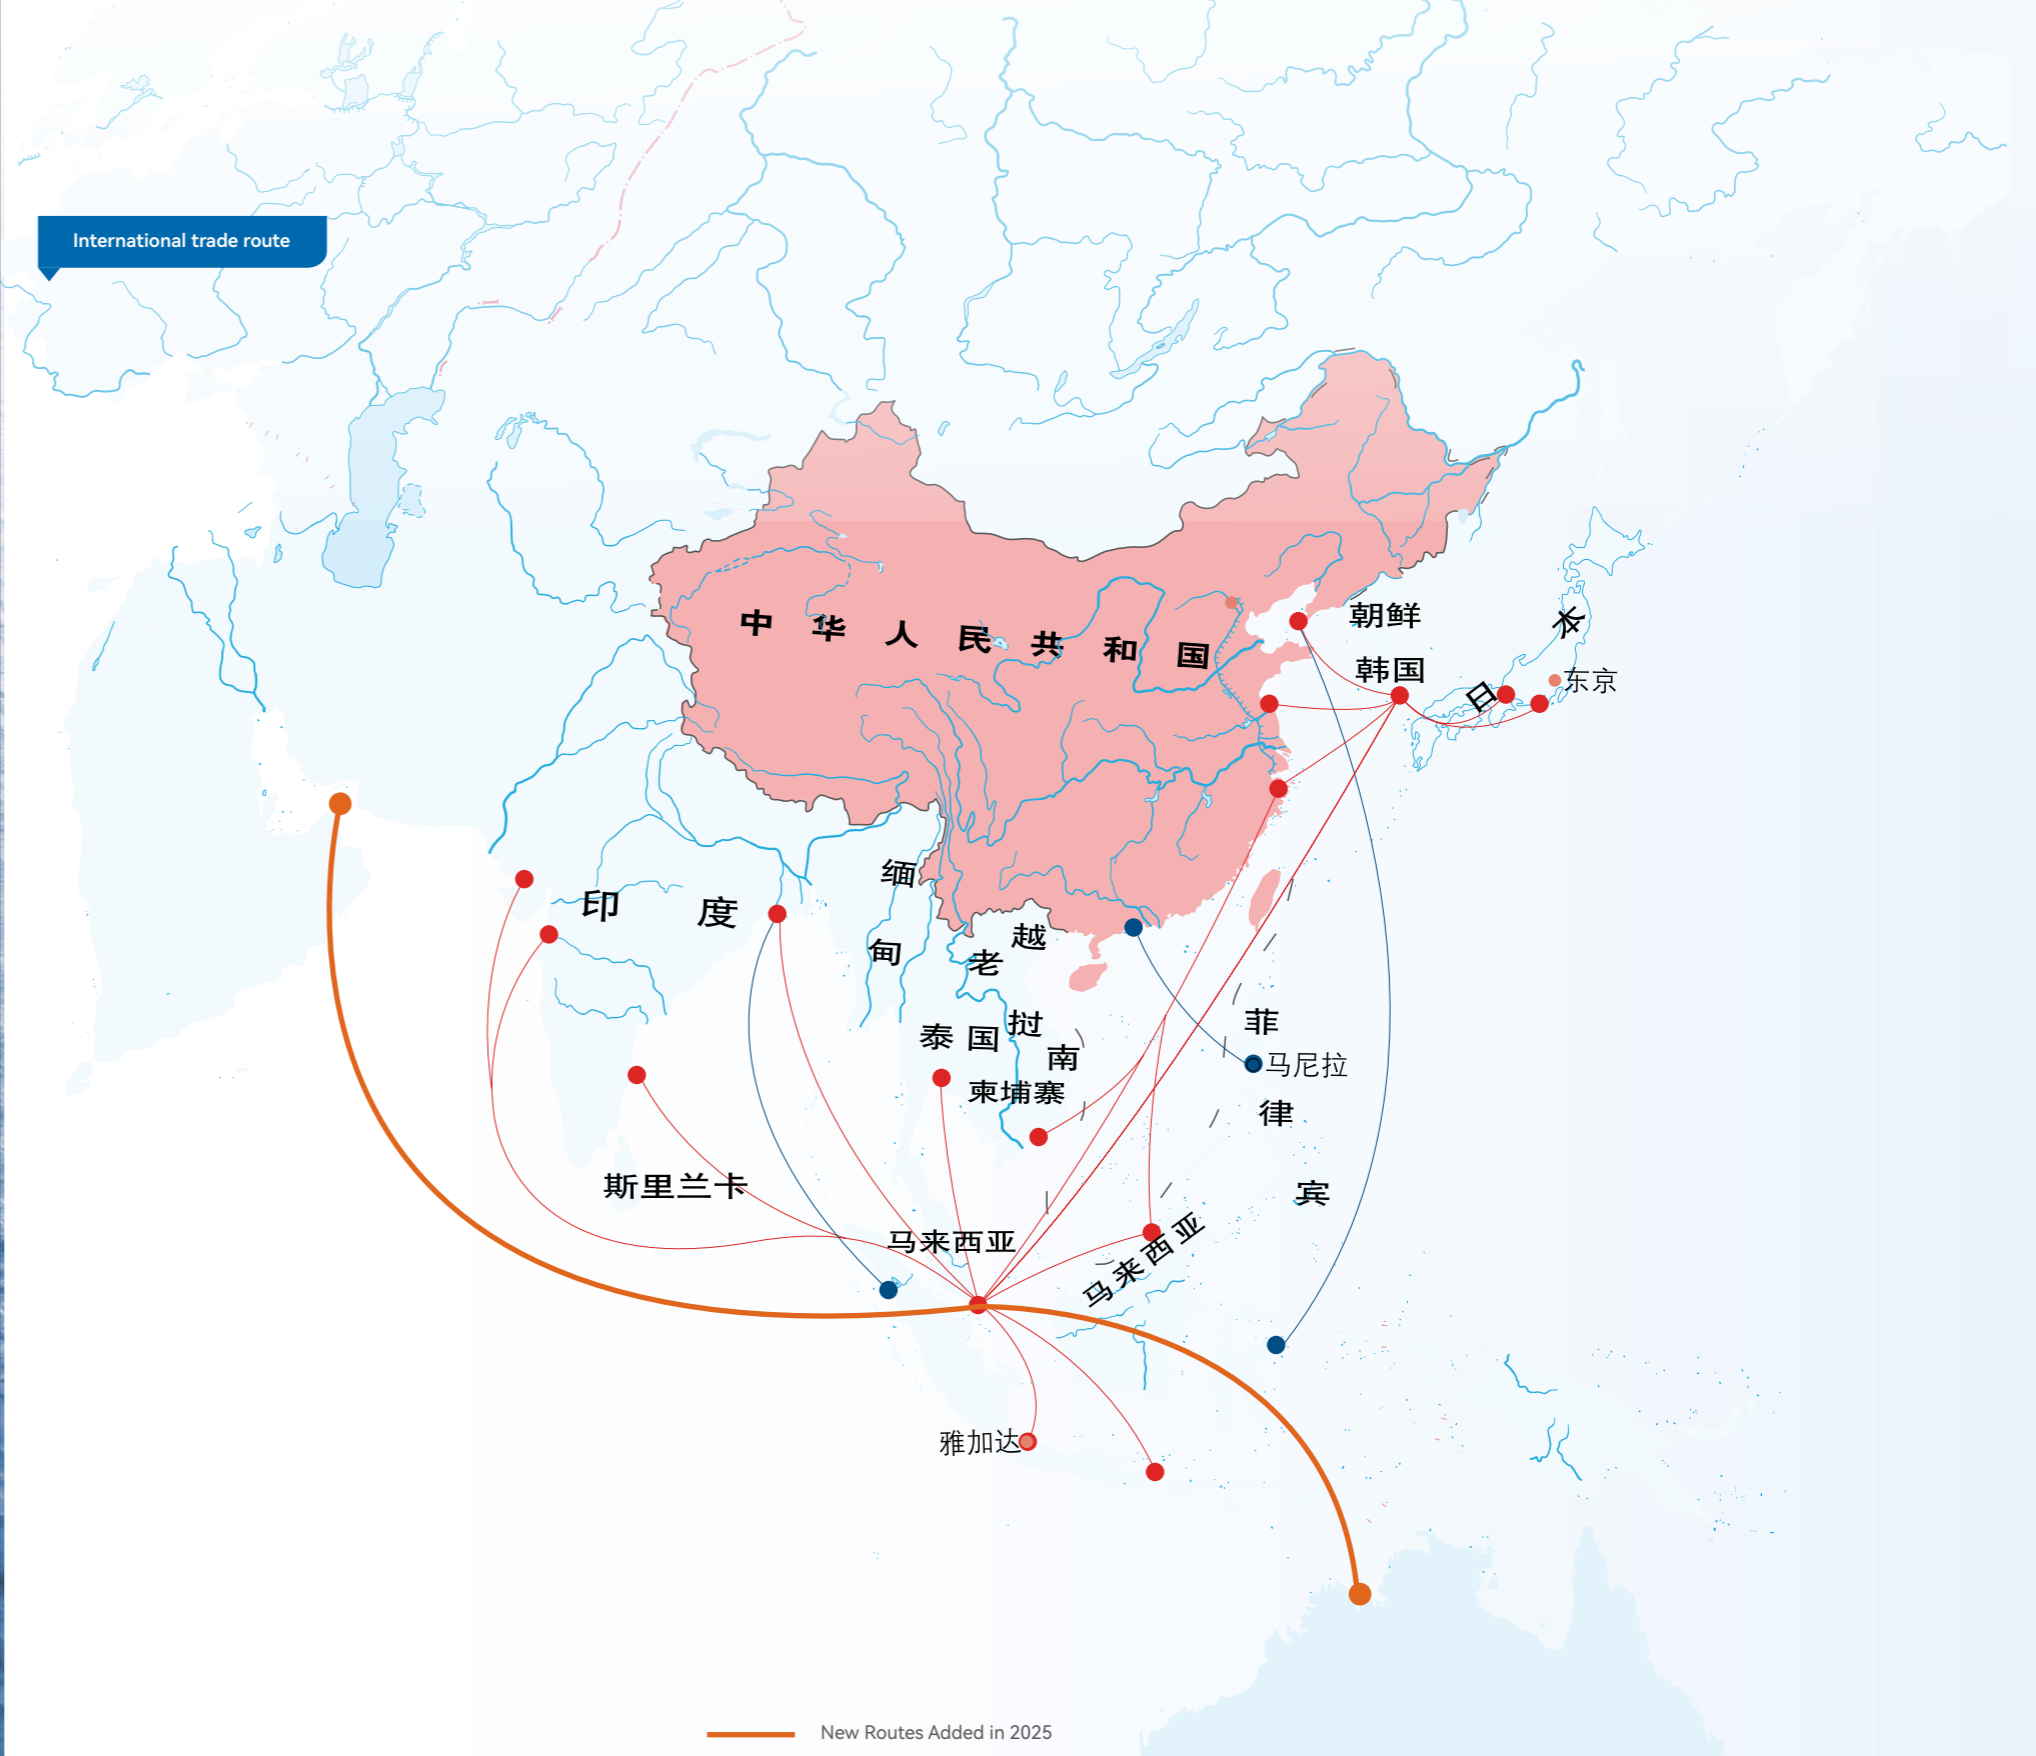 International trade route
中华人民共和国
朝鲜
韩国
日本
东京
印度
缅甸
越南
老挝
泰国
柬埔寨
菲律宾
马尼拉
斯里兰卡
马来西亚
马来西亚
雅加达
New Routes Added in 2025